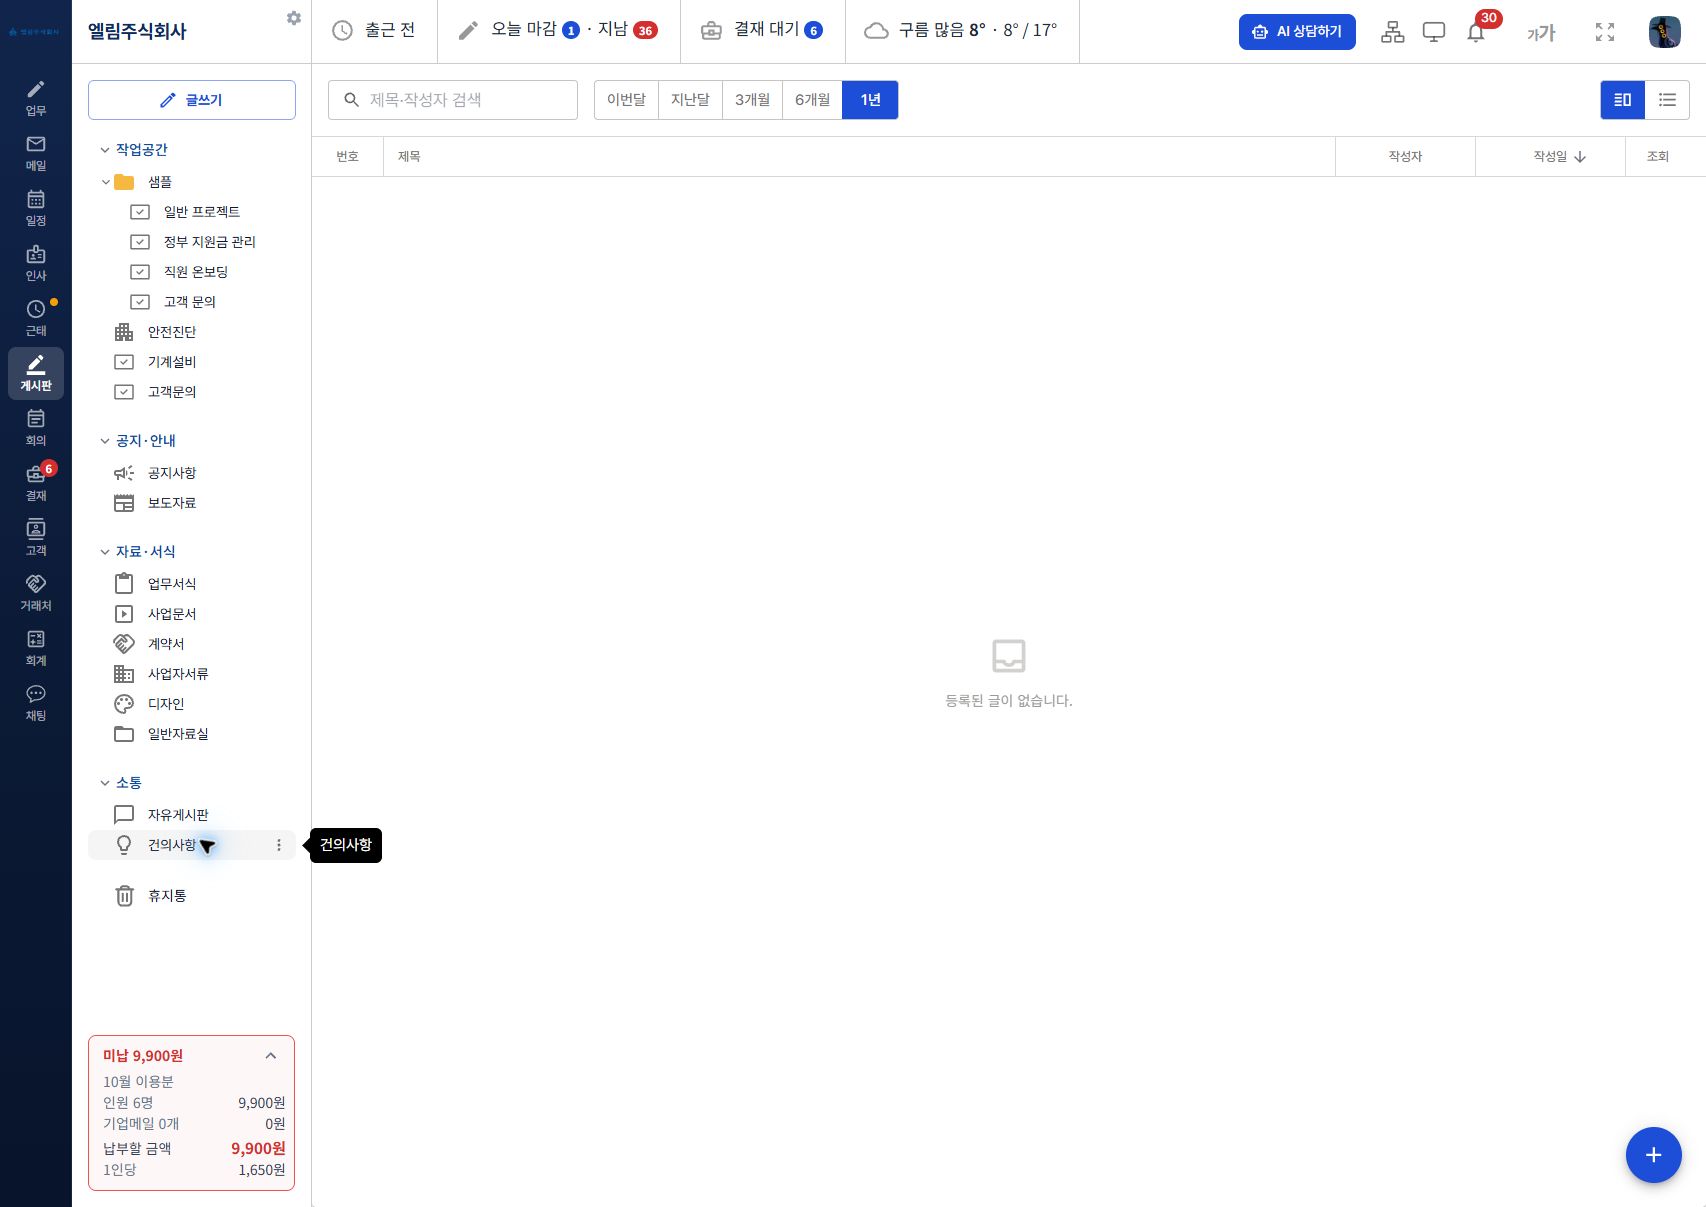 엘림주식회사
엘림주식회사
출근 전
오늘 마감 1 · 지남 36
결재 대기 6
구름 많음 8° · 8° / 17°
AI 상담하기
30
가가
업무
메일
일정
인사
근태
게시판
회의
6
결재
고객
거래처
회계
채팅
글쓰기
작업공간
샘플
일반 프로젝트
정부 지원금 관리
직원 온보딩
고객 문의
안전진단
기계설비
고객문의
공지·안내
공지사항
보도자료
자료·서식
업무서식
사업문서
계약서
사업자서류
디자인
일반자료실
소통
자유게시판
건의사항
건의사항
휴지통
미납 9,900원
10월 이용분
인원 6명 9,900원
기업메일 0개 0원
납부할 금액 9,900원
1인당 1,650원
제목·작성자 검색
이번달 지난달 3개월 6개월 1년
번호 제목 작성자 작성일 조회
등록된 글이 없습니다.